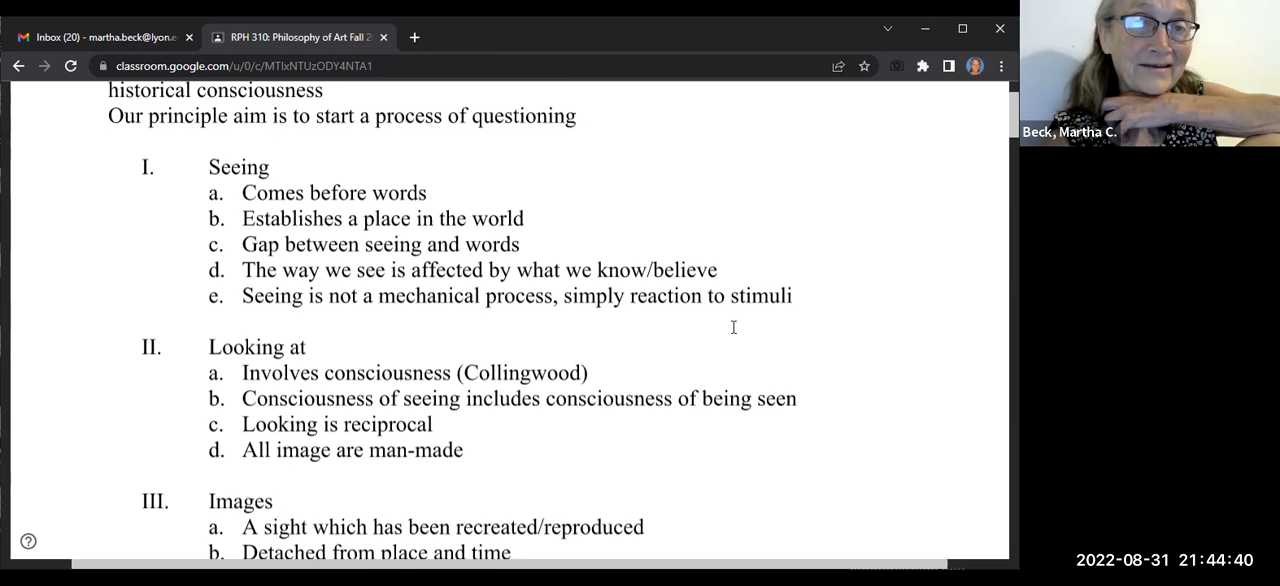 Inbox (20) - martha.beck@lyon.e
RPH 310: Philosophy of Art Fall 2
classroom.google.com/u/0/c/MTIxNTUzODY4NTA1
historical consciousness
Our principle aim is to start a process of questioning
I. Seeing
a. Comes before words
b. Establishes a place in the world
c. Gap between seeing and words
d. The way we see is affected by what we know/believe
e. Seeing is not a mechanical process, simply reaction to stimuli
II. Looking at
a. Involves consciousness (Collingwood)
b. Consciousness of seeing includes consciousness of being seen
c. Looking is reciprocal
d. All image are man-made
III. Images
a. A sight which has been recreated/reproduced
b. Detached from place and time
Beck, Martha C.
2022-08-31 21:44:40